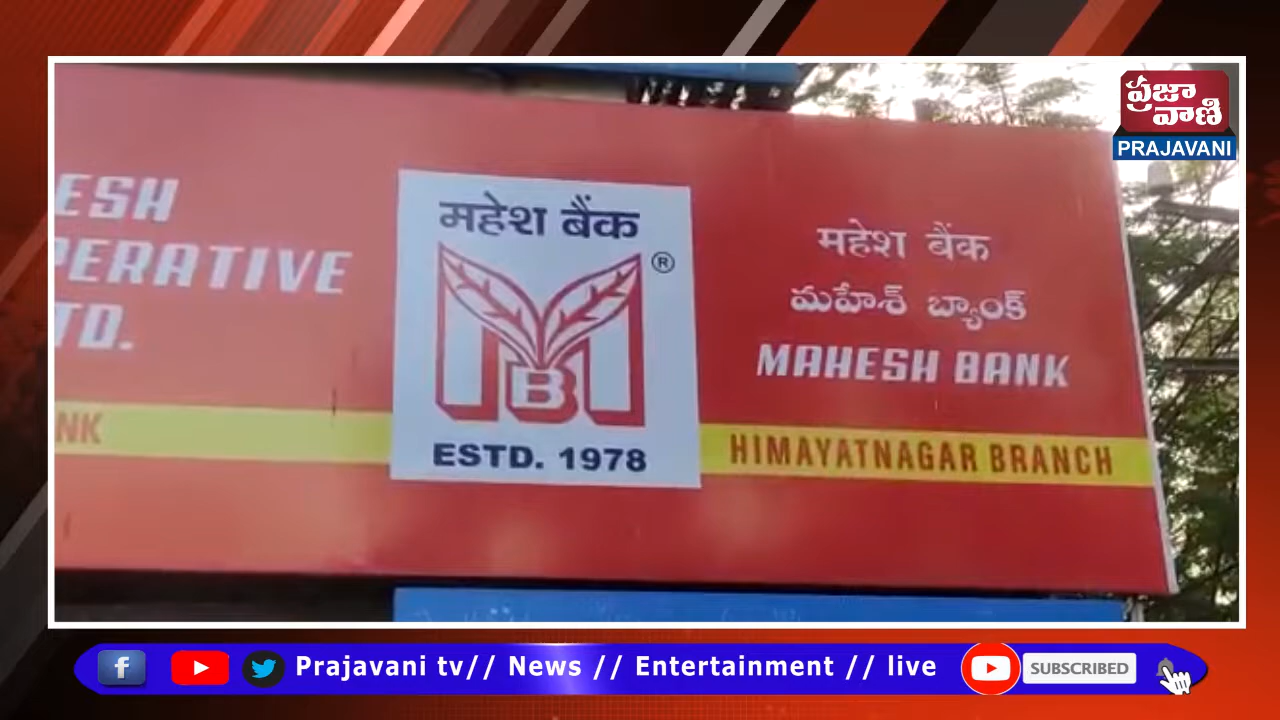 ప్రజా
వాణి
PRAJAVANI
ESH
PERATIVE
TD.
NK
महेश बैंक
®
MBI
ESTD. 1978
महेश बैंक
మహేశ్ బ్యాంక్
MAHESH BANK
HIMAYATNAGAR BRANCH
Prajavani tv// News // Entertainment // live
SUBSCRIBED